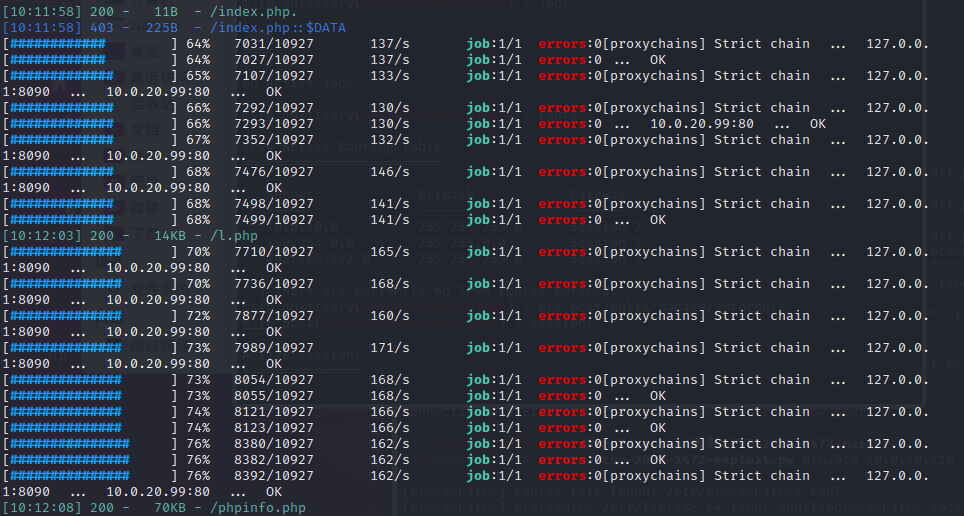 [10:11:58] 200 -   11B  - /index.php.
[10:11:58] 403 -  225B  - /index.php::$DATA
[############        ] 64%   7031/10927       137/s       job:1/1  errors:0[proxychains] Strict chain  ...  127.0.0.
[############        ] 64%   7027/10927       137/s       job:1/1  errors:0 ...  OK
[#############       ] 65%   7107/10927       133/s       job:1/1  errors:0[proxychains] Strict chain  ...  127.0.0.
1:8090  ...  10.0.20.99:80  ...  OK
[#############       ] 66%   7292/10927       130/s       job:1/1  errors:0[proxychains] Strict chain  ...  127.0.0.
[#############       ] 66%   7293/10927       130/s       job:1/1  errors:0 ...  10.0.20.99:80  ...  OK
[#############       ] 67%   7352/10927       132/s       job:1/1  errors:0[proxychains] Strict chain  ...  127.0.0.
1:8090  ...  10.0.20.99:80  ...  OK
[#############       ] 68%   7476/10927       146/s       job:1/1  errors:0[proxychains] Strict chain  ...  127.0.0.
1:8090  ...  10.0.20.99:80  ...  OK
[#############       ] 68%   7498/10927       141/s       job:1/1  errors:0[proxychains] Strict chain  ...  127.0.0.
[#############       ] 68%   7499/10927       141/s       job:1/1  errors:0 ...  OK
[10:12:03] 200 -   14KB - /l.php
[##############      ] 70%   7710/10927       165/s       job:1/1  errors:0[proxychains] Strict chain  ...  127.0.0.
1:8090  ...  10.0.20.99:80  ...  OK
[##############      ] 70%   7736/10927       168/s       job:1/1  errors:0[proxychains] Strict chain  ...  127.0.0.
1:8090  ...  10.0.20.99:80  ...  OK
[##############      ] 72%   7877/10927       160/s       job:1/1  errors:0[proxychains] Strict chain  ...  127.0.0.
1:8090  ...  10.0.20.99:80  ...  OK
[##############      ] 73%   7989/10927       171/s       job:1/1  errors:0[proxychains] Strict chain  ...  127.0.0.
1:8090  ...  10.0.20.99:80  ...  OK
[##############      ] 73%   8054/10927       168/s       job:1/1  errors:0[proxychains] Strict chain  ...  127.0.0.
[##############      ] 73%   8055/10927       168/s       job:1/1  errors:0 ...  OK
[##############      ] 74%   8121/10927       166/s       job:1/1  errors:0[proxychains] Strict chain  ...  127.0.0.
[##############      ] 74%   8123/10927       166/s       job:1/1  errors:0 ...  OK
[###############     ] 76%   8380/10927       162/s       job:1/1  errors:0[proxychains] Strict chain  ...  127.0.0.
[###############     ] 76%   8382/10927       162/s       job:1/1  errors:0 ...  OK
[###############     ] 76%   8392/10927       162/s       job:1/1  errors:0[proxychains] Strict chain  ...  127.0.0.
1:8090  ...  10.0.20.99:80  ...  OK
[10:12:08] 200 -   70KB - /phpinfo.php